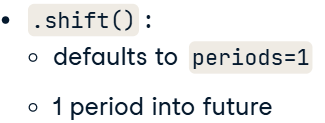 • .shift() :
◦ defaults to periods=1
◦ 1 period into future